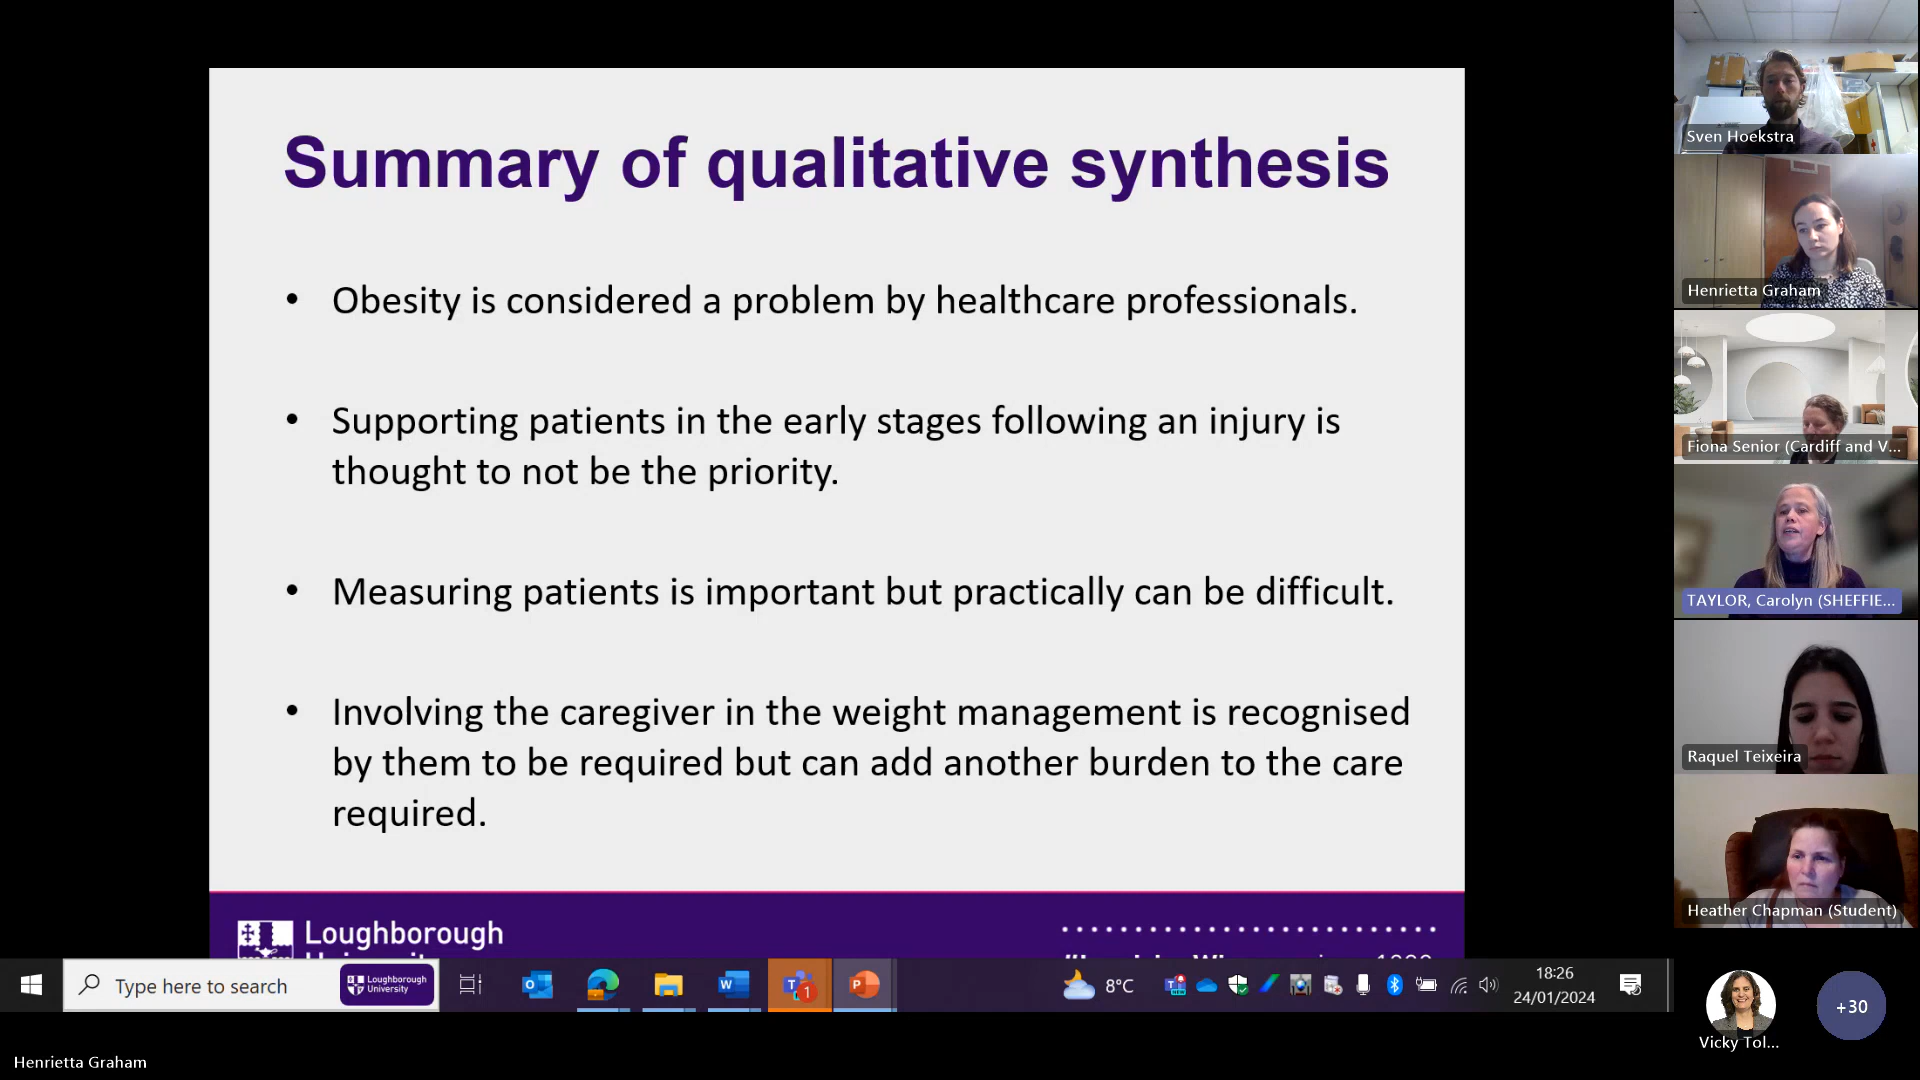 Summary of qualitative synthesis
• Obesity is considered a problem by healthcare professionals.
• Supporting patients in the early stages following an injury is
thought to not be the priority.
• Measuring patients is important but practically can be difficult.
• Involving the caregiver in the weight management is recognised
by them to be required but can add another burden to the care
required.
Loughborough
Type here to search
Loughborough
University
1
8°C
18:26
24/01/2024
Henrietta Graham
Sven Hoekstra
Henrietta Graham
Fiona Senior (Cardiff and V...
TAYLOR, Carolyn (SHEFFIE...
Raquel Teixeira
Heather Chapman (Student)
Vicky Tol...
+30